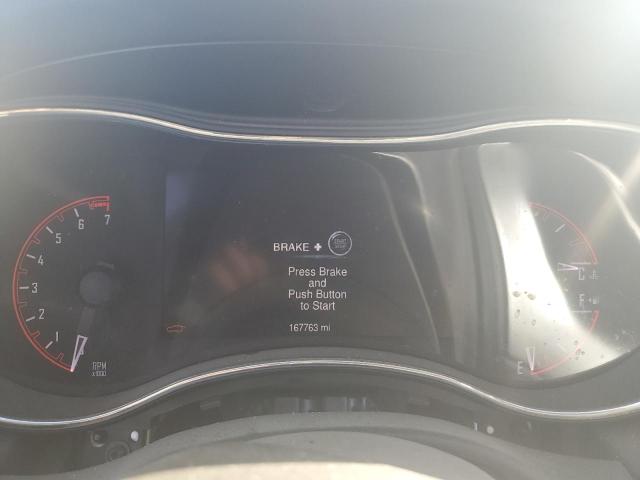 7
6
5
4
3
2
1
RPM
x1000
BRAKE +
START
Press Brake
and
Push Button
to Start
167763 mi
C
F
E